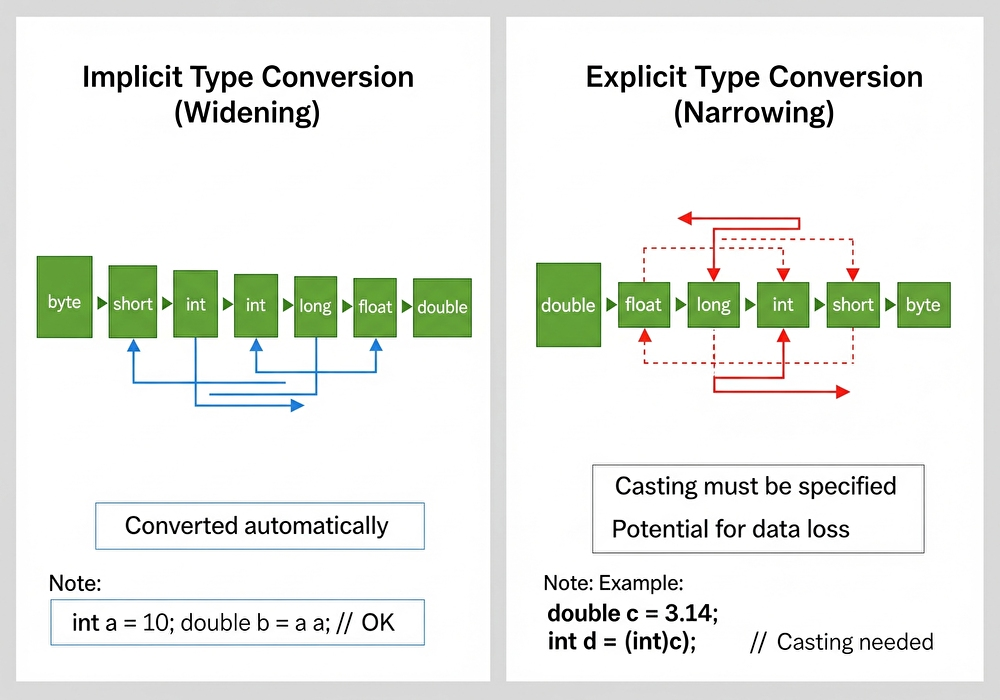 Implicit Type Conversion
(Widening)
byte
short
int
int
long
float
double
Converted automatically
Note:
int a = 10; double b = a a; // OK
Explicit Type Conversion
(Narrowing)
double
float
long
int
short
byte
Casting must be specified
Potential for data loss
Note: Example:
double c = 3.14;
int d = (int)c); // Casting needed